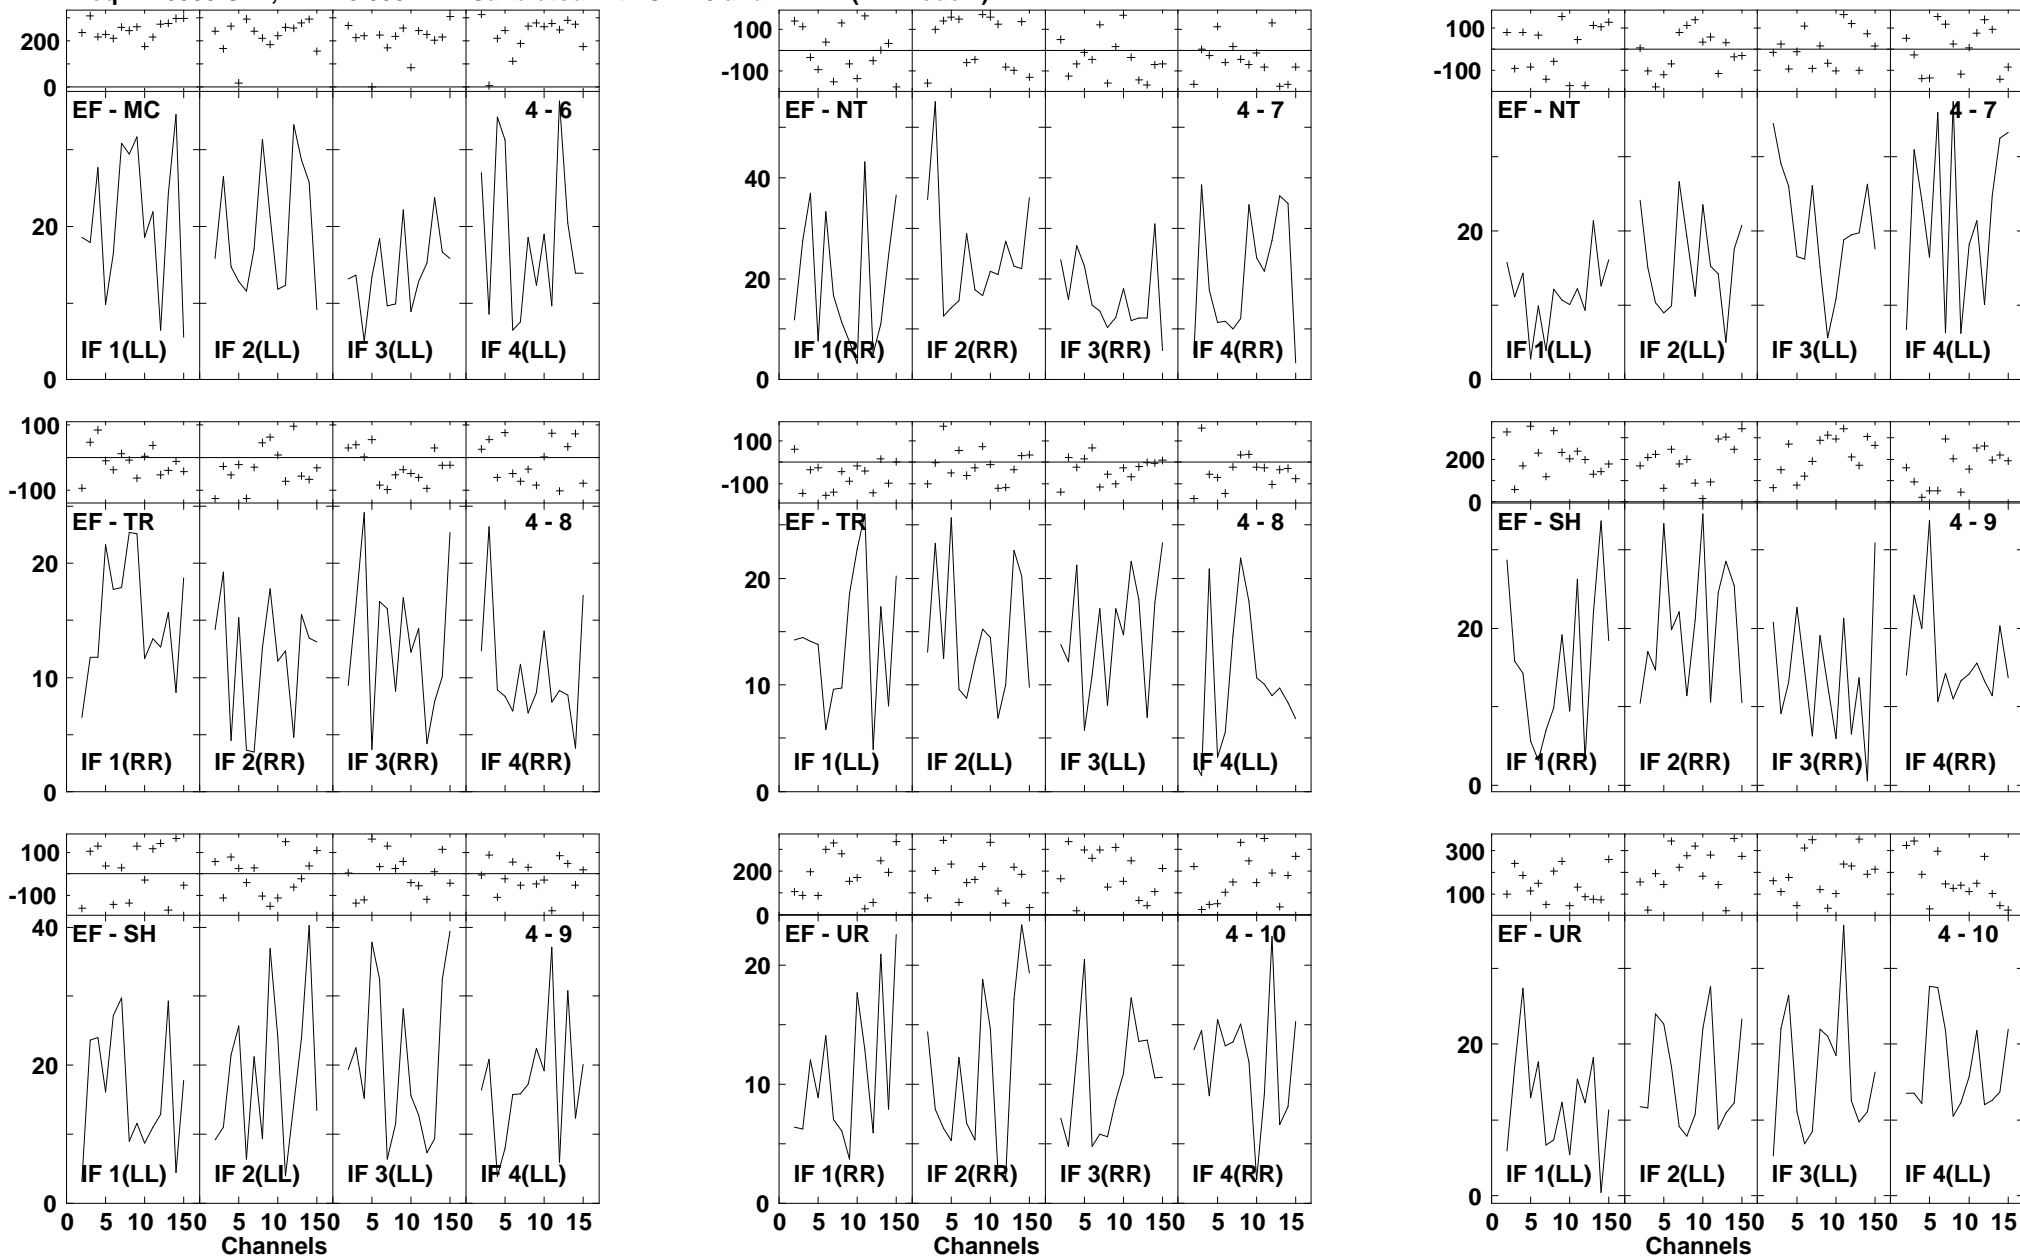 200
0
EF - MC
4 - 6
20
0
IF 1(LL)
IF 2(LL)
IF 3(LL)
IF 4(LL)
100
-100
EF - NT
4 - 7
40
20
0
IF 1(RR)
IF 2(RR)
IF 3(RR)
IF 4(RR)
100
-100
EF - NT
4 - 7
20
0
IF 1(LL)
IF 2(LL)
IF 3(LL)
IF 4(LL)
100
-100
EF - TR
4 - 8
20
10
0
IF 1(RR)
IF 2(RR)
IF 3(RR)
IF 4(RR)
100
-100
EF - TR
4 - 8
20
10
0
IF 1(LL)
IF 2(LL)
IF 3(LL)
IF 4(LL)
200
0
EF - SH
4 - 9
20
0
IF 1(RR)
IF 2(RR)
IF 3(RR)
IF 4(RR)
100
-100
EF - SH
4 - 9
40
20
0
IF 1(LL)
IF 2(LL)
IF 3(LL)
IF 4(LL)
0 5 10 150 5 10 150 5 10 150 5 10 15
Channels
200
0
EF - UR
4 - 10
20
10
0
IF 1(RR)
IF 2(RR)
IF 3(RR)
IF 4(RR)
0 5 10 150 5 10 150 5 10 150 5 10 15
Channels
300
100
EF - UR
4 - 10
20
0
IF 1(LL)
IF 2(LL)
IF 3(LL)
IF 4(LL)
0 5 10 150 5 10 150 5 10 150 5 10 15
Channels